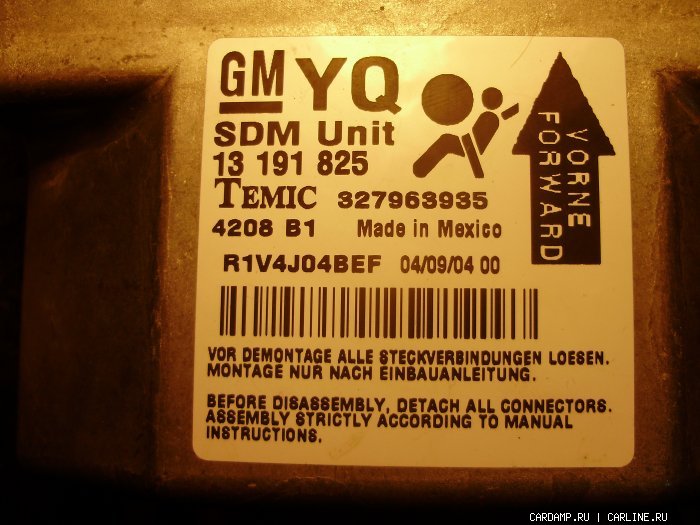 GM YQ
SDM Unit
13 191 825
TEMIC 327963935
4208 B1 Made in Mexico
R1V4J04BEF 04/09/04 00
VORNE
FORWARD
VOR DEMONTAGE ALLE STECKVERBINDUNGEN LOESEN.
MONTAGE NUR NACH EINBAUANLEITUNG.
BEFORE DISASSEMBLY, DETACH ALL CONNECTORS.
ASSEMBLY STRICTLY ACCORDING TO MANUAL
INSTRUCTIONS.
CARDAMP.RU | CARLINE.RU